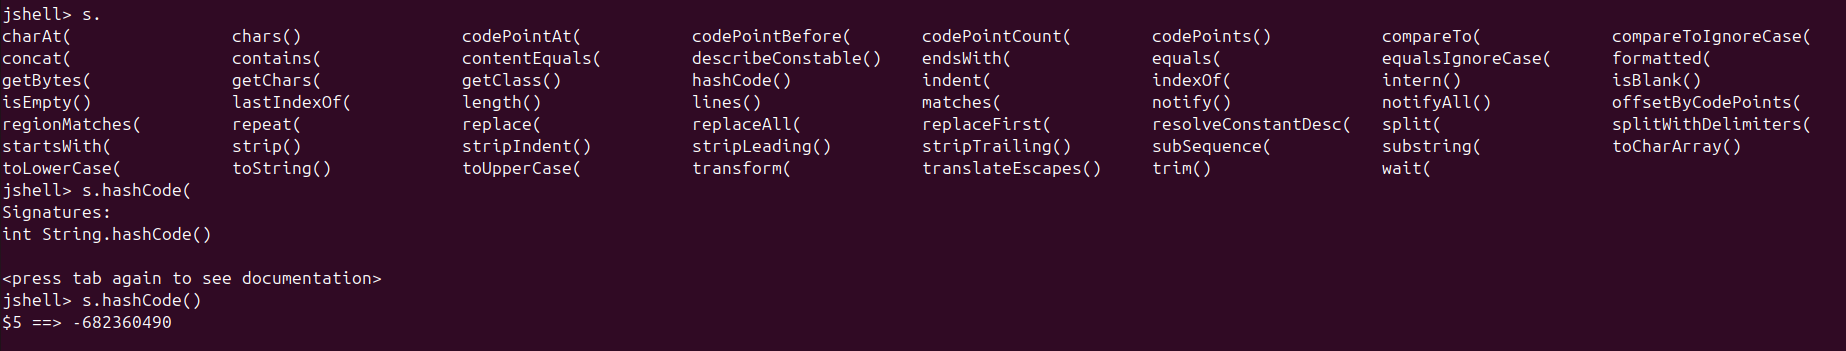 jshell> s.
charAt( chars() codePointAt( codePointBefore( codePointCount( codePoints() compareTo( compareToIgnoreCase(
concat( contains( contentEquals( describeConstable() endsWith( equals( equalsIgnoreCase( formatted(
getBytes( getChars( getClass() hashCode() indent( indexOf( intern() isBlank()
isEmpty() lastIndexOf( length() lines() matches( notify() notifyAll() offsetByCodePoints(
regionMatches( repeat( replace( replaceAll( replaceFirst( resolveConstantDesc( split( splitWithDelimiters(
startsWith( strip() stripIndent() stripLeading() stripTrailing() subSequence( substring( toCharArray()
toLowerCase( toString() toUpperCase( transform( translateEscapes() trim() wait(
jshell> s.hashCode(
Signatures:
int String.hashCode()
<press tab again to see documentation>
jshell> s.hashCode()
$5 ==> -682360490